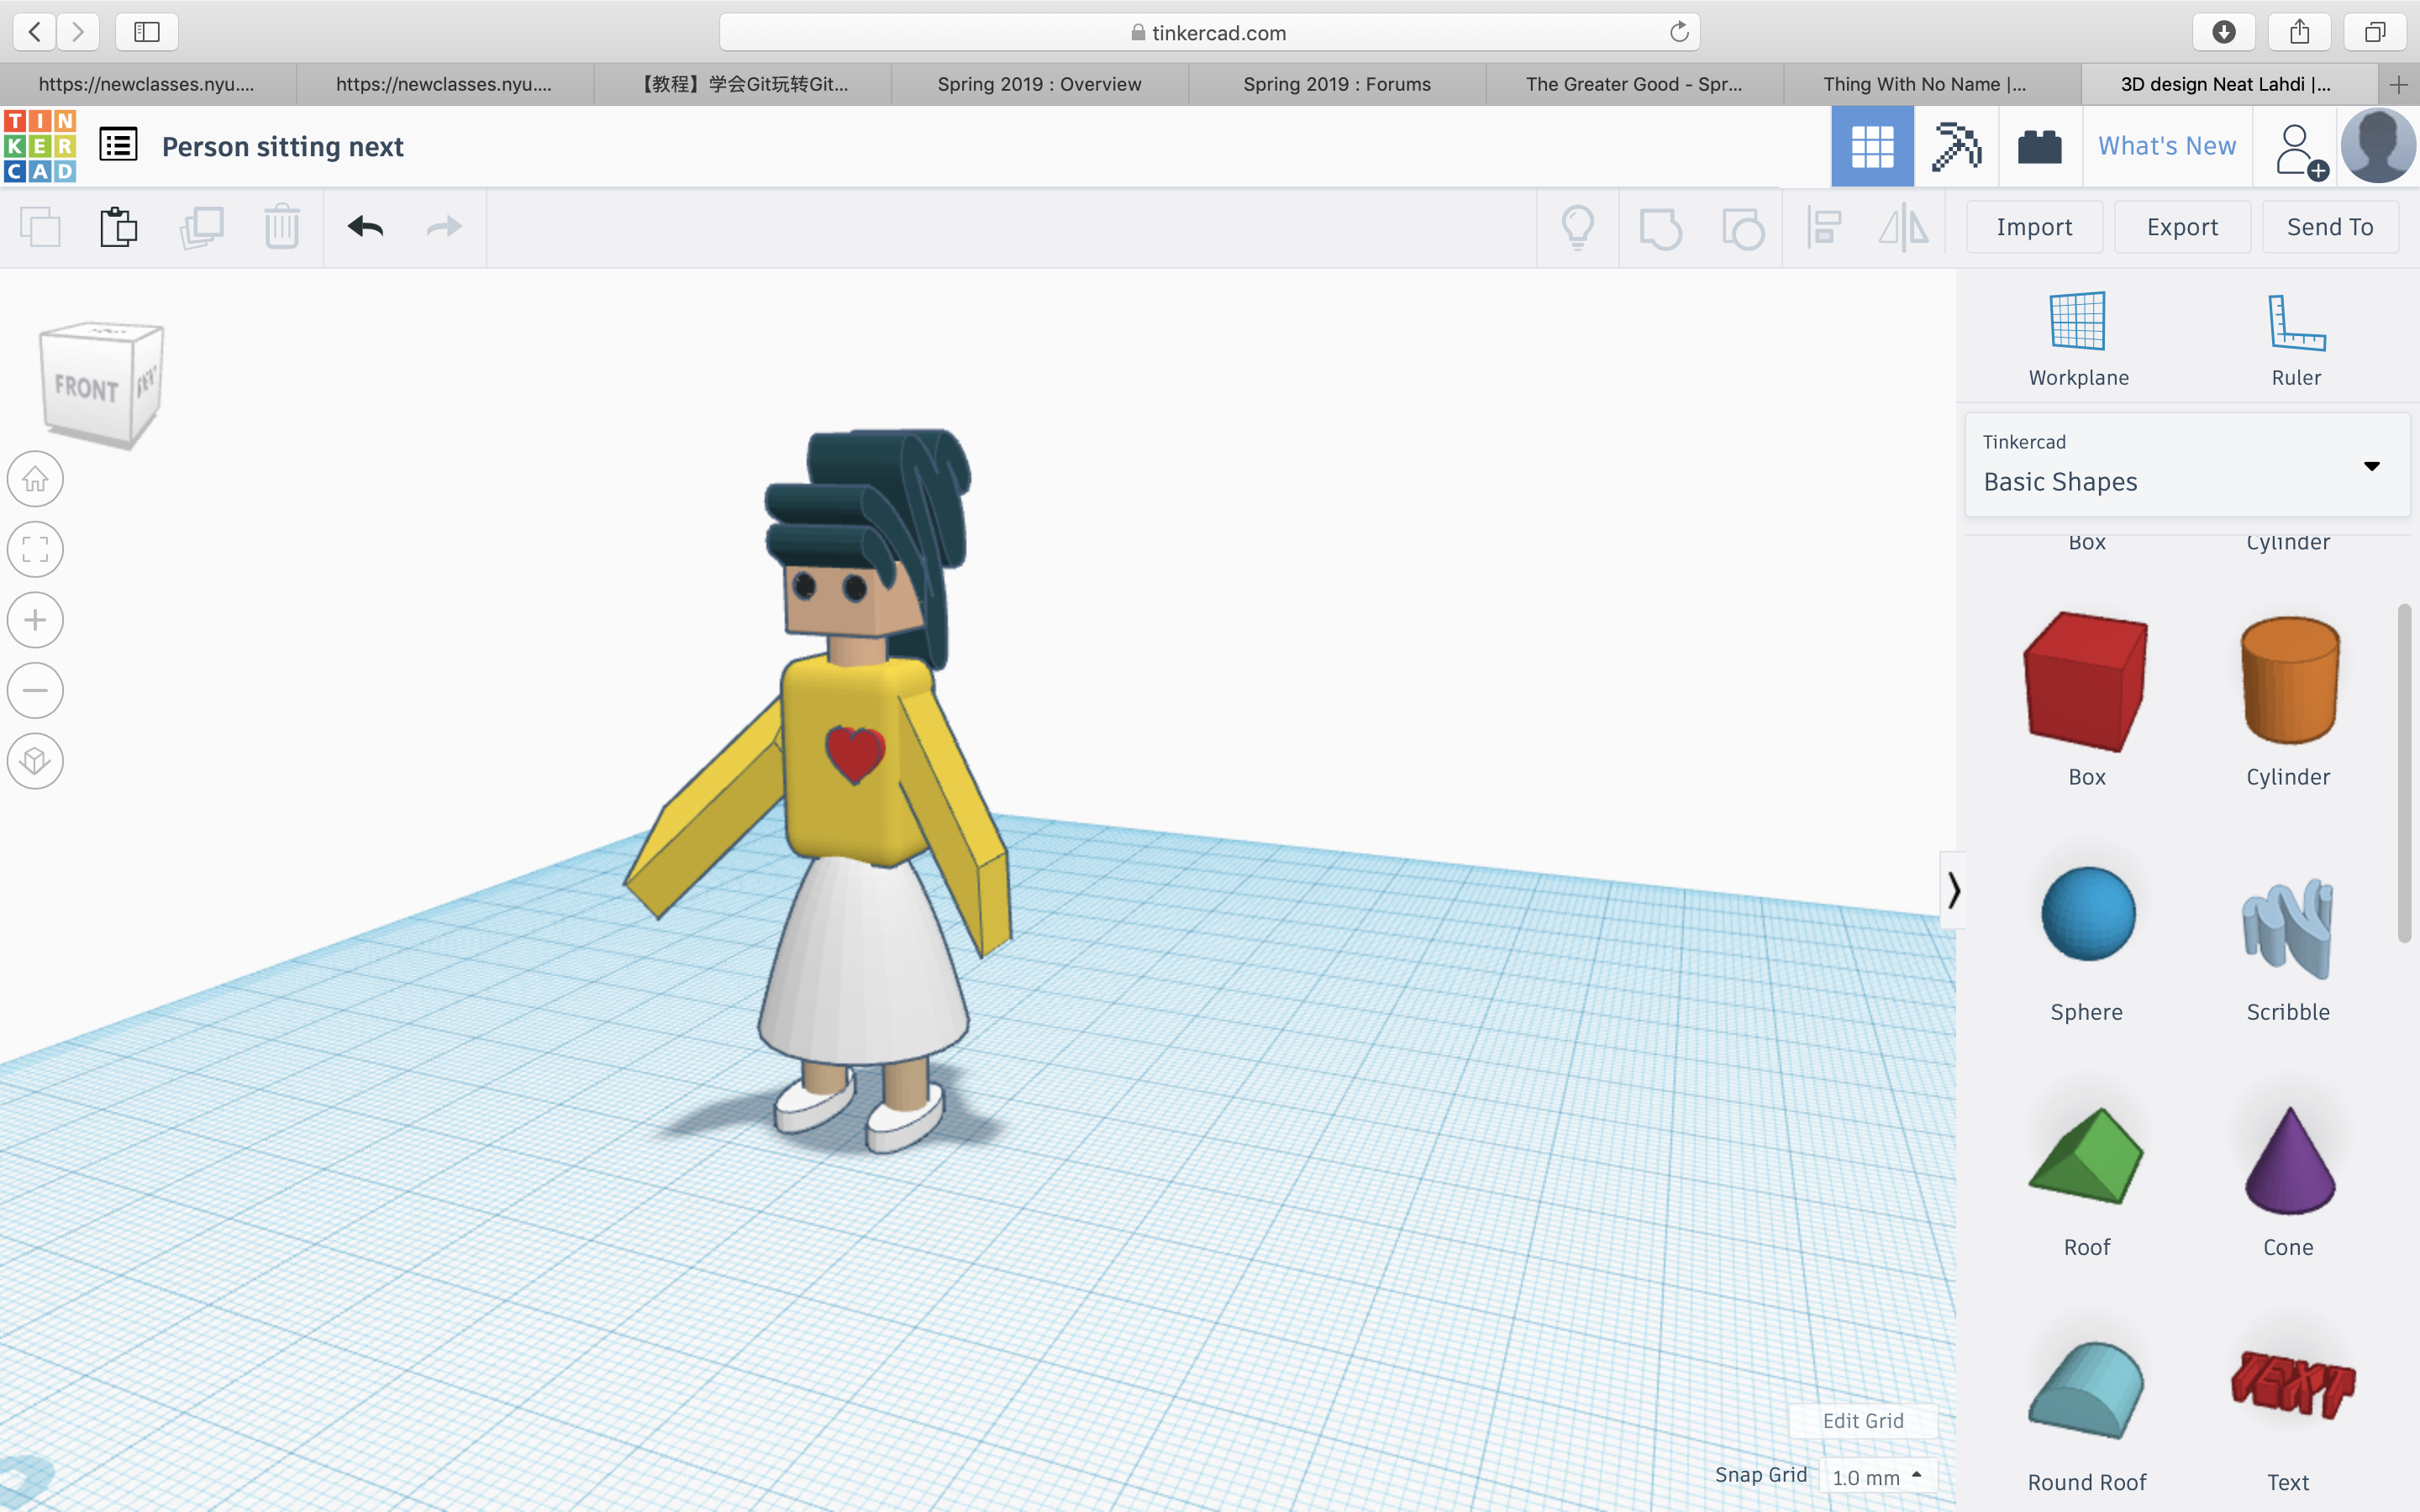 tinkercad.com
https://newclasses.nyu....
https://newclasses.nyu....
【教程】学会Git玩转Git...
Spring 2019 : Overview
Spring 2019 : Forums
The Greater Good - Spr...
Thing With No Name |...
3D design Neat Lahdi |...
TIN
KER
CAD
Person sitting next
What's New
Import
Export
Send To
FRONT
Workplane
Ruler
Tinkercad
Basic Shapes
Box
Cylinder
Box
Cylinder
Sphere
Scribble
Roof
Cone
TEXT
Round Roof
Text
Edit Grid
Snap Grid
1.0 mm